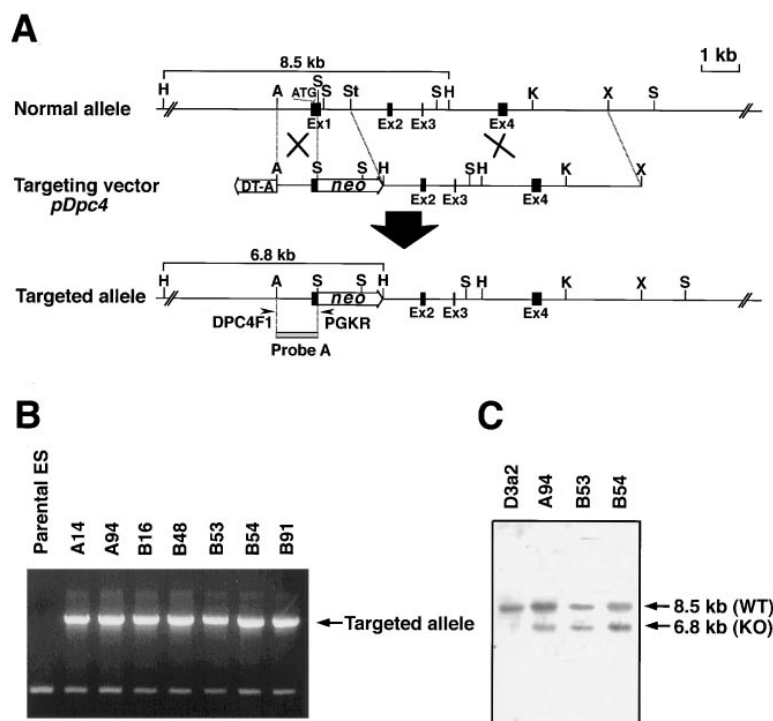 A
8.5 kb
1 kb
H A ATG S S St S H K X S
Normal allele
Ex1 Ex2 Ex3 Ex4
A S S H S H K X
Targeting vector
pDpc4
DT-A neo
Ex2 Ex3 Ex4
6.8 kb
H A S S H S H K X S
Targeted allele
neo
Ex2 Ex3 Ex4
DPC4F1 PGKR
Probe A
B
Parental ES
A14
A94
B16
B48
B53
B54
B91
Targeted allele
C
D3a2
A94
B53
B54
8.5 kb (WT)
6.8 kb (KO)